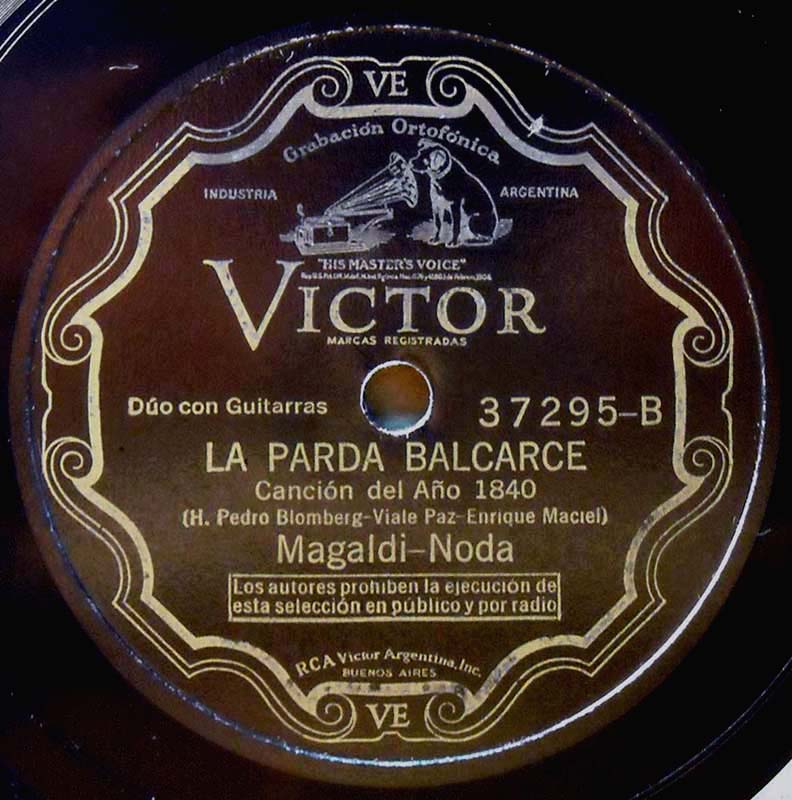 VE
Grabación Ortofónica
INDUSTRIA ARGENTINA
"HIS MASTER'S VOICE"
VICTOR
MARCAS REGISTRADAS
Dúo con Guitarras 37295-B
LA PARDA BALCARCE
Canción del Año 1840
(H. Pedro Blomberg-Viale Paz-Enrique Maciel)
Magaldi-Noda
Los autores prohiben la ejecución de
esta selección en público y por radio
RCA Victor Argentina, Inc.
BUENOS AIRES
VE